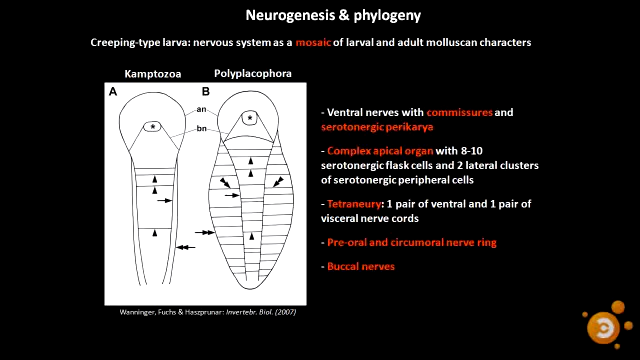 Neurogenesis & phylogeny
Creeping-type larva: nervous system as a mosaic of larval and adult molluscan characters
Kamptozoa
Polyplacophora
A
B
an
bn
*
*
- Ventral nerves with commissures and
serotonergic perikarya
- Complex apical organ with 8-10
serotonergic flask cells and 2 lateral clusters
of serotonergic peripheral cells
- Tetraneury: 1 pair of ventral and 1 pair of
visceral nerve cords
- Pre-oral and circumoral nerve ring
- Buccal nerves
Wanninger, Fuchs & Haszprunar: Invertebr. Biol. (2007)